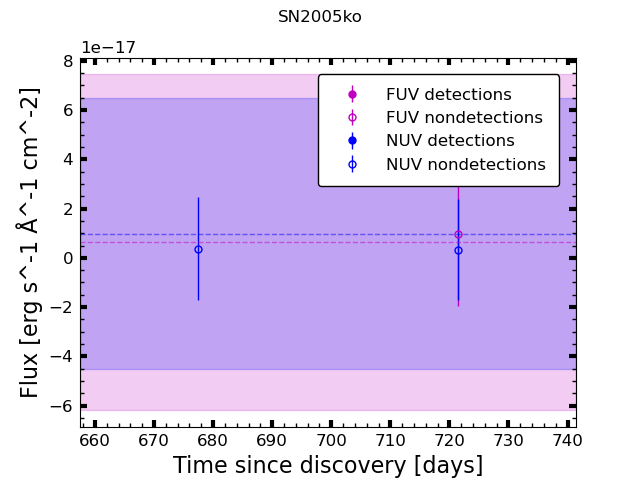 SN2005ko
1e−17
8
6
4
2
0
−2
−4
−6
Flux [erg s^-1 Å^-1 cm^-2]
FUV detections
FUV nondetections
NUV detections
NUV nondetections
660 670 680 690 700 710 720 730 740
Time since discovery [days]